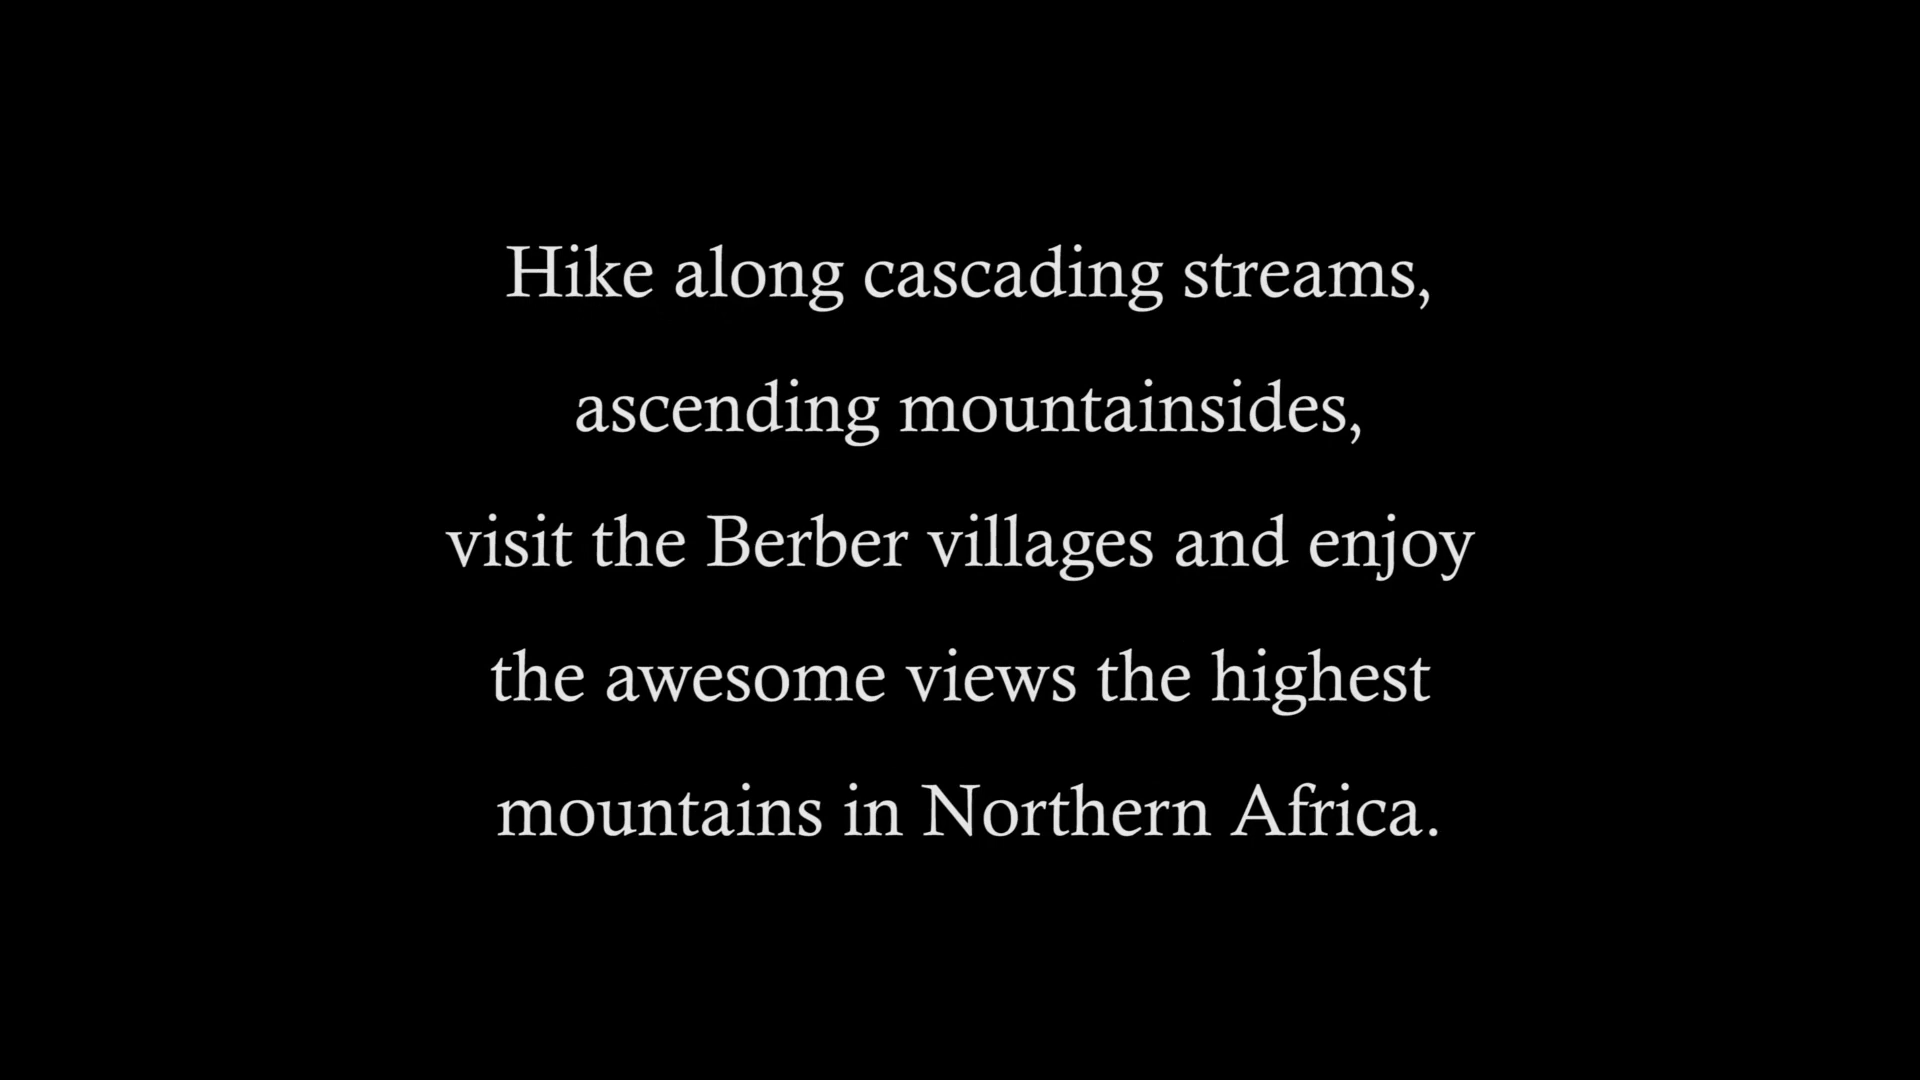 Hike along cascading streams,
ascending mountainsides,
visit the Berber villages and enjoy
the awesome views the highest
mountains in Northern Africa.